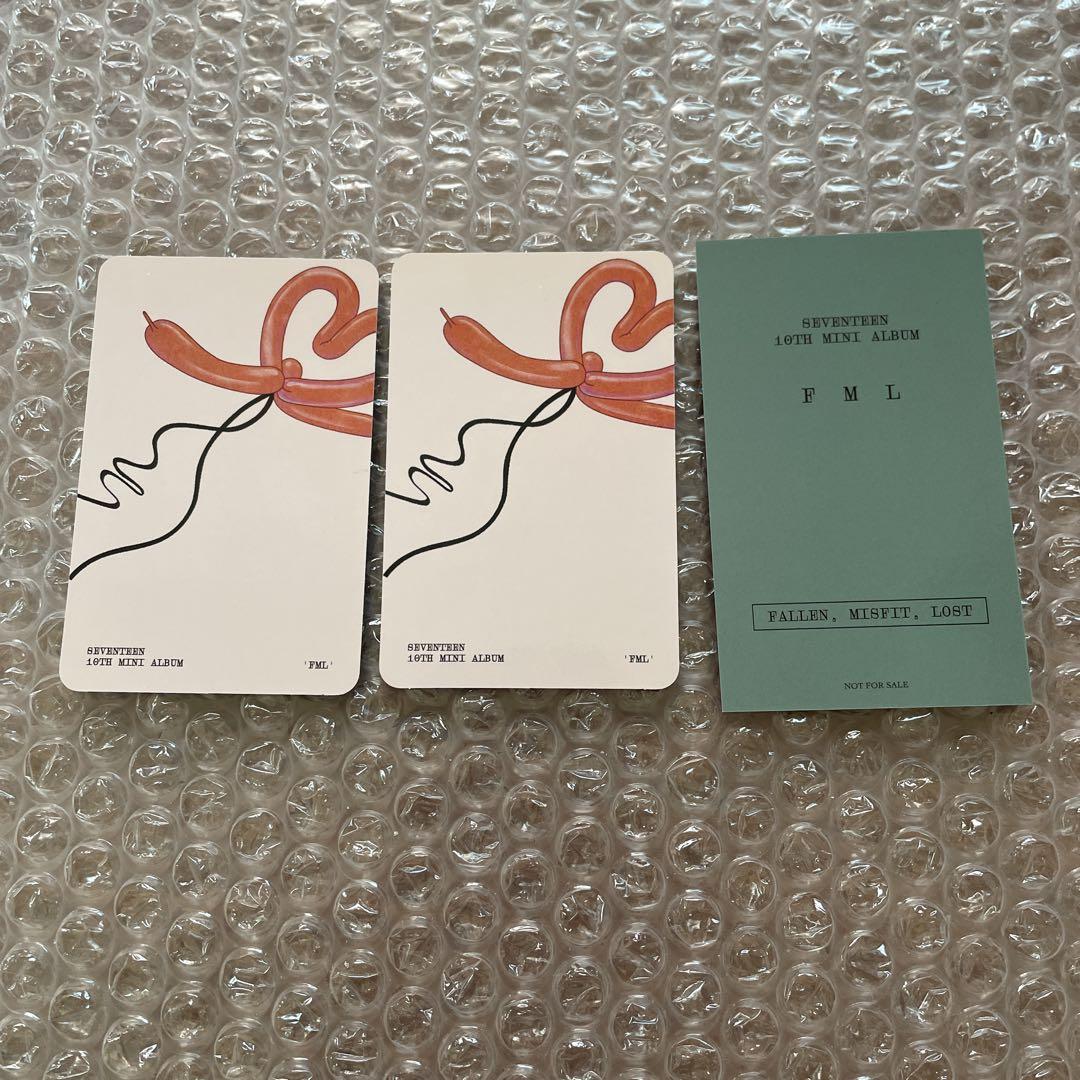 SEVENTEEN
10TH MINI ALBUM
'FML'
SEVENTEEN
10TH MINI ALBUM
'FML'
SEVENTEEN
10TH MINI ALBUM
F M L
FALLEN, MISFIT, LOST
NOT FOR SALE